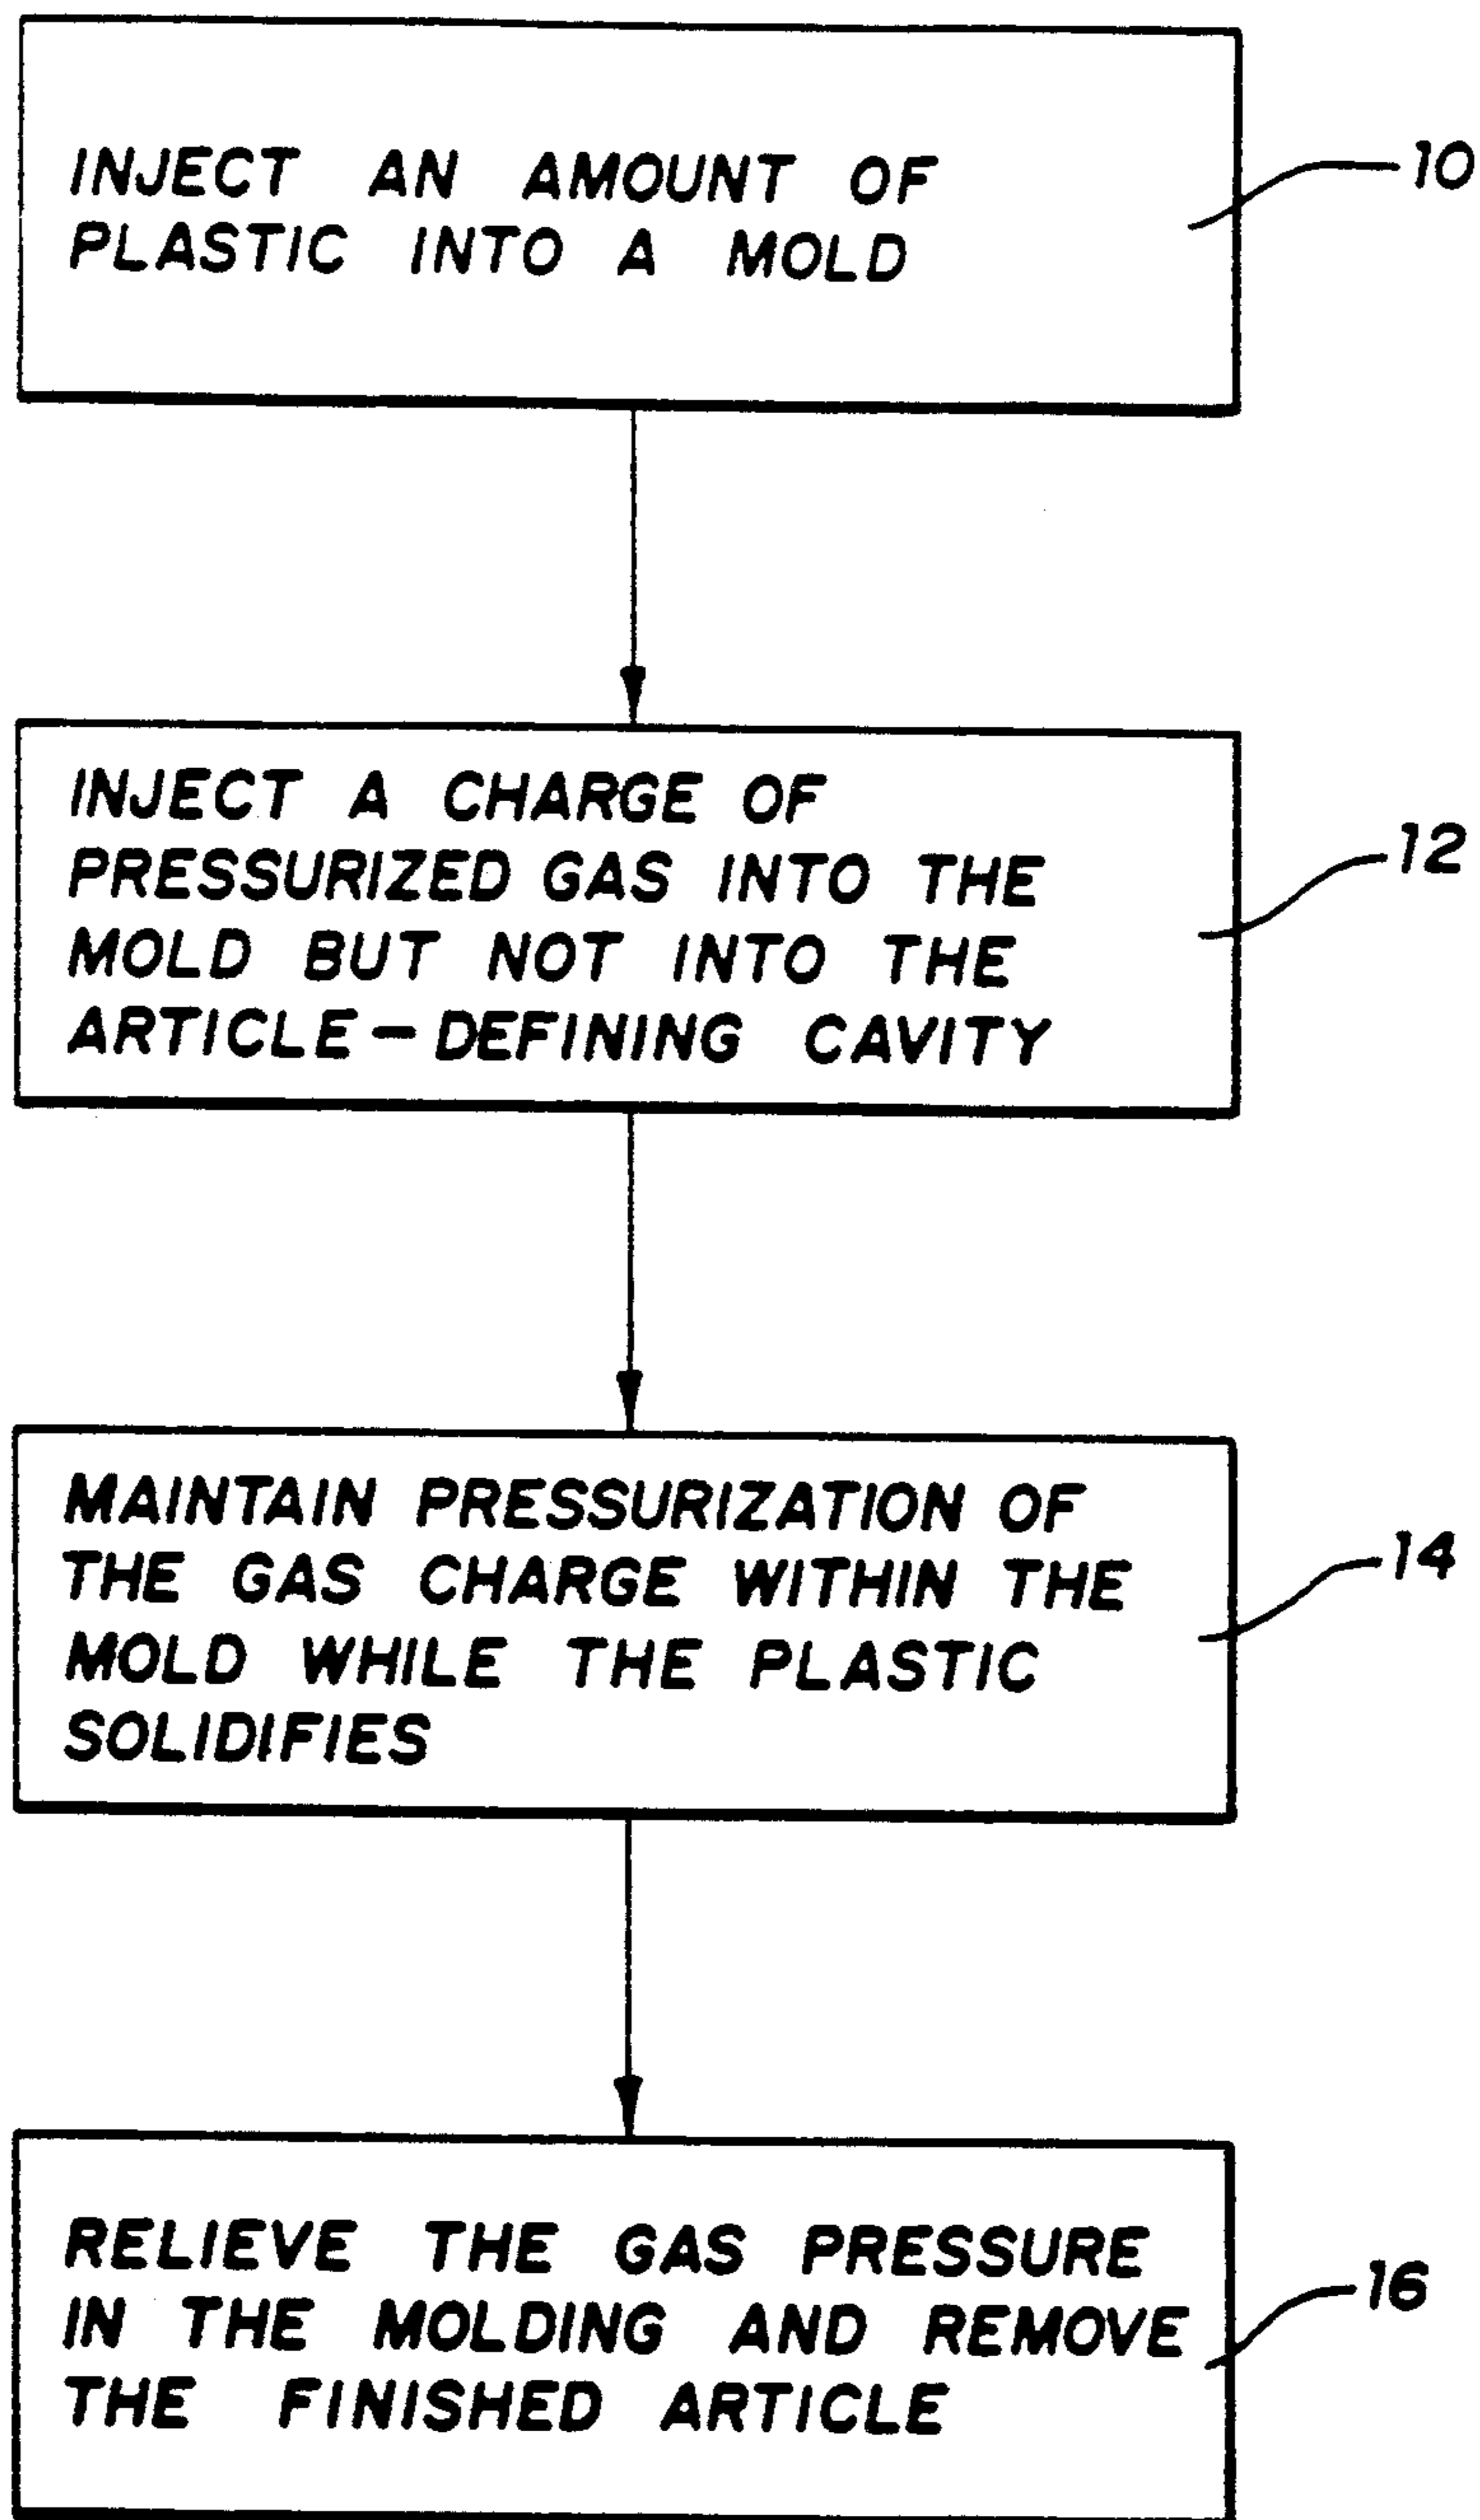 INJECT AN AMOUNT OF
PLASTIC INTO A MOLD
10
INJECT A CHARGE OF
PRESSURIZED GAS INTO THE
MOLD BUT NOT INTO THE
ARTICLE-DEFINING CAVITY
12
MAINTAIN PRESSURIZATION OF
THE GAS CHARGE WITHIN THE
MOLD WHILE THE PLASTIC
SOLIDIFIES
14
RELIEVE THE GAS PRESSURE
IN THE MOLDING AND REMOVE
THE FINISHED ARTICLE
16